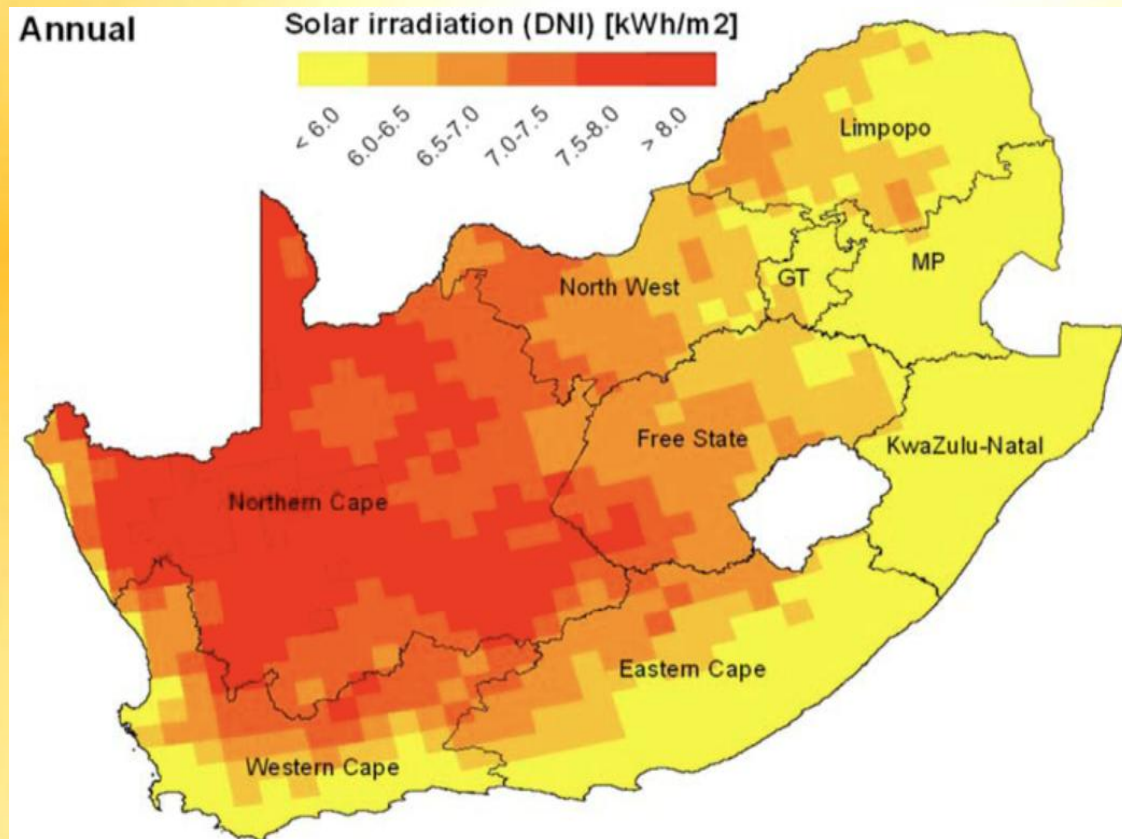 Annual
Solar irradiation (DNI) [kWh/m2]
< 6.0
6.0-6.5
6.5-7.0
7.0-7.5
7.5-8.0
> 8.0
Limpopo
MP
GT
North West
Free State
KwaZulu-Natal
Northern Cape
Eastern Cape
Western Cape